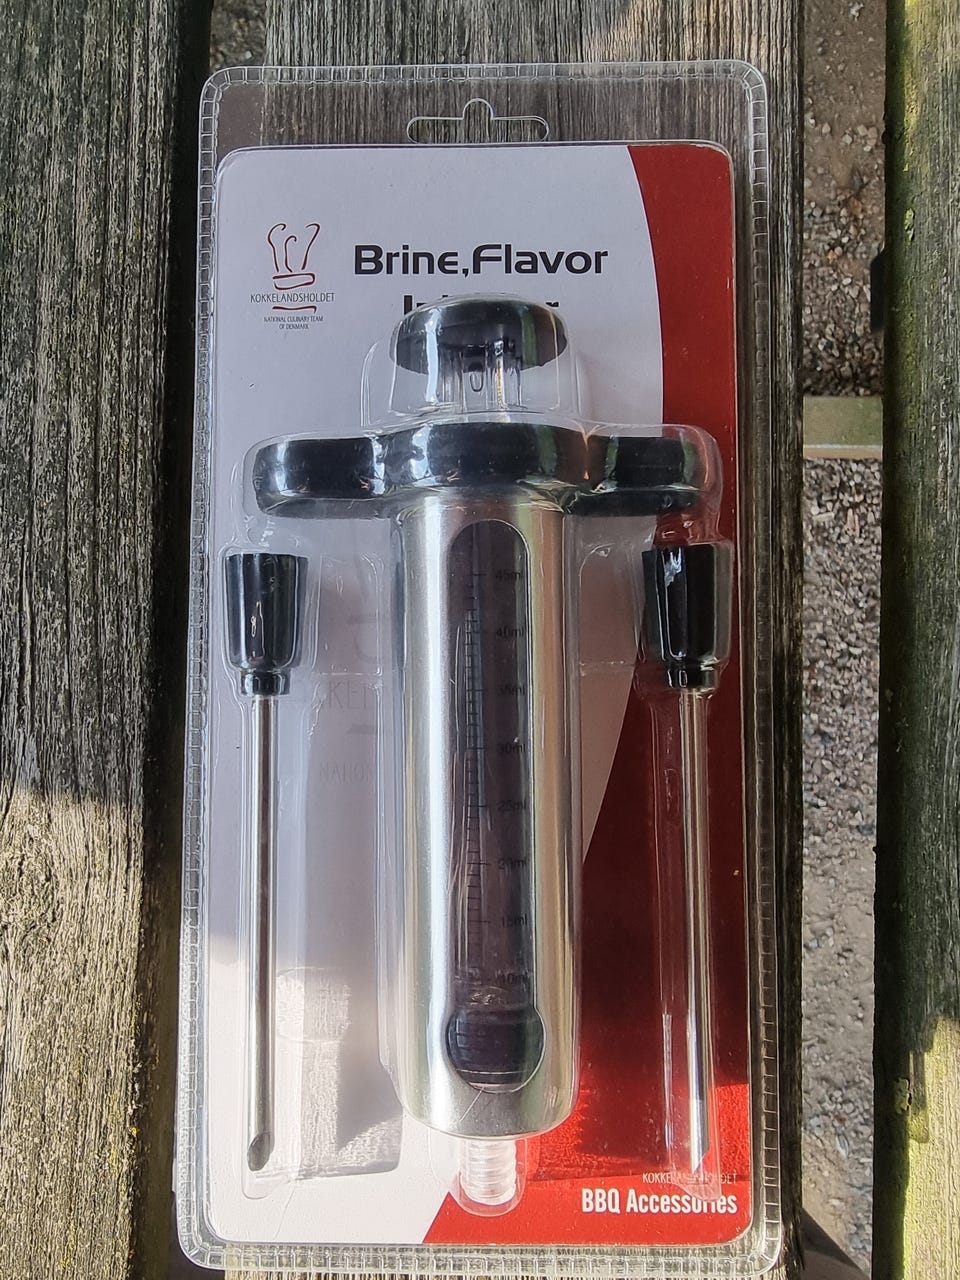 Brine,Flavor
KOKKELANDSHOLDET
NATIONAL CULINARY TEAM
OF DENMARK
45ml
40ml
35ml
30ml
25ml
20ml
15ml
10ml
BBQ Accessories